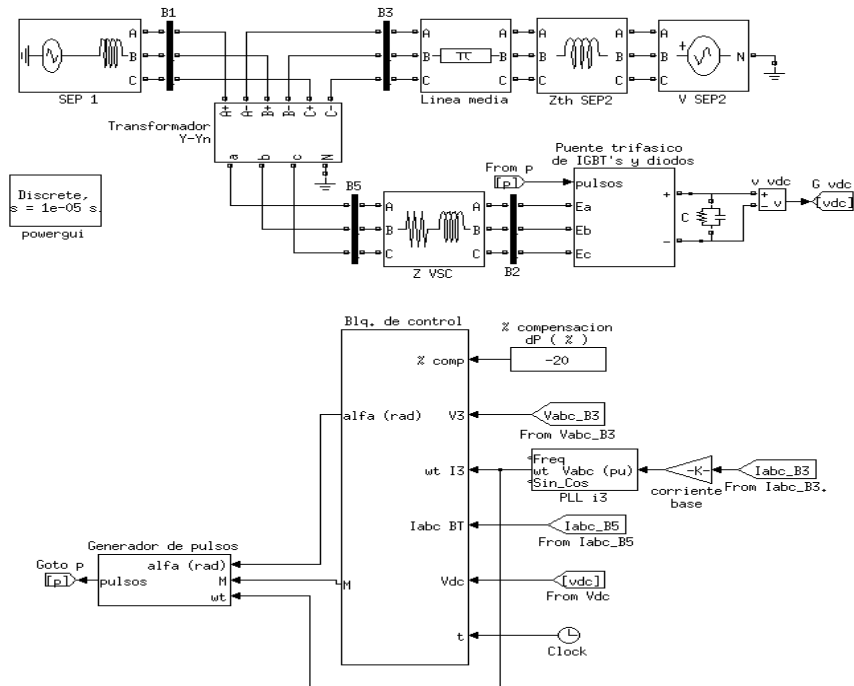 B1
B3
A
B
C
SEP 1
A
B
C
A
B
C
Linea media
A
B
C
A
B
C
Zth SEP2
A
B
C
N
V SEP2
A+
A-
B+
B-
C+
C-
Transformador
Y-Yn
a
b
c
N
Discrete,
s = 1e-05 s.
powergui
B5
A
B
C
A
B
C
Z VSC
B2
From p
[p]
Puente trifasico
de IGBT's y diodos
pulsos
Ea
Eb
Ec
+
-
C
v vdc
+
-
v
G vdc
[vdc]
Blq. de control
% comp
alfa (rad)
V3
wt I3
Iabc BT
M
Vdc
t
% compensacion
dP ( % )
-20
Vabc_B3
From Vabc_B3
Freq
wt
Vabc (pu)
Sin_Cos
PLL i3
-K-
corriente
base
Iabc_B3
From Iabc_B3.
Iabc_B5
From Iabc_B5
[vdc]
From Vdc
Clock
Generador de pulsos
alfa (rad)
pulsos
M
wt
Goto p
[p]